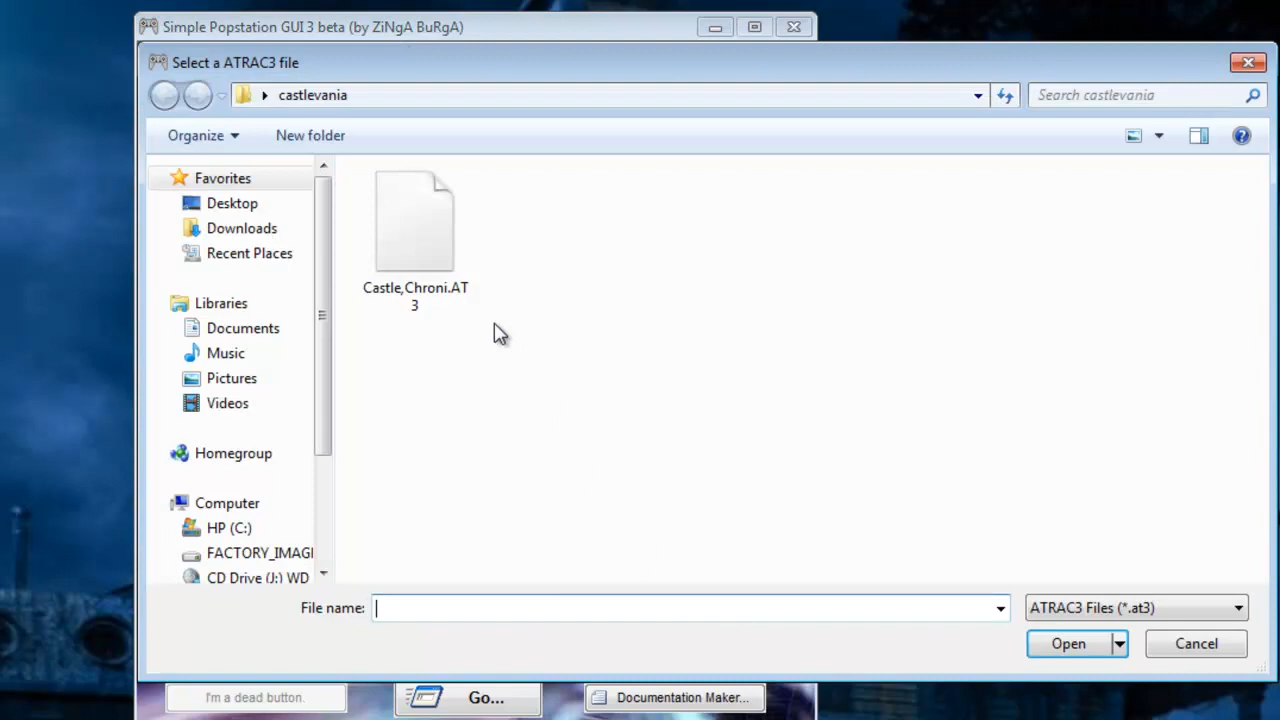 Simple Popstation GUI 3 beta (by ZiNgA BuRgA)
Select a ATRAC3 file
castlevania
Search castlevania
Organize
New folder
Favorites
Desktop
Downloads
Recent Places
Libraries
Documents
Music
Pictures
Videos
Homegroup
Computer
HP (C:)
FACTORY_IMAGI
CD Drive (J:) WD
Castle,Chroni.AT
3
File name:
ATRAC3 Files (*.at3)
Open
Cancel
I'm a dead button.
Go...
Documentation Maker...